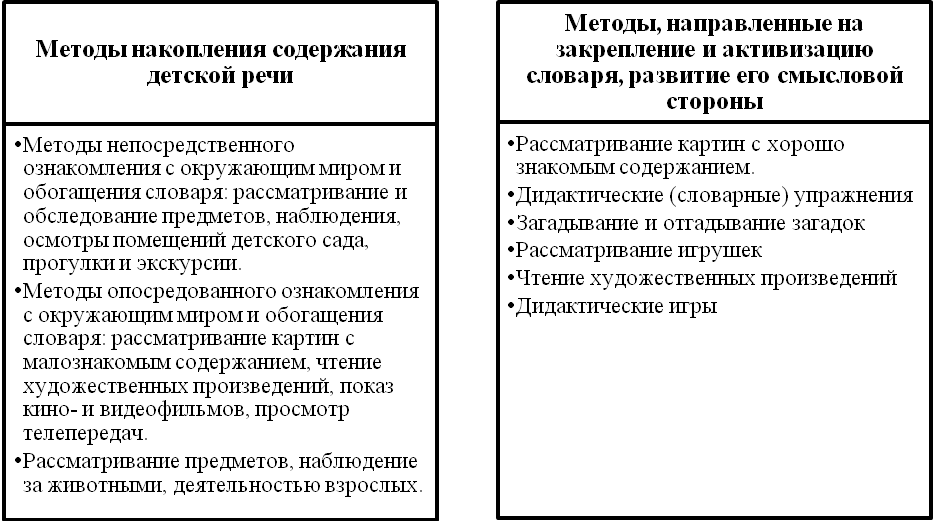 Методы накопления содержания
детской речи
•Методы непосредственного
ознакомления с окружающим миром и
обогащения словаря: рассматривание и
обследование предметов, наблюдения,
осмотры помещений детского сада,
прогулки и экскурсии.
•Методы опосредованного ознакомления
с окружающим миром и обогащения
словаря: рассматривание картин с
малознакомым содержанием, чтение
художественных произведений, показ
кино- и видеофильмов, просмотр
телепередач.
•Рассматривание предметов, наблюдение
за животными, деятельностью взрослых.
Методы, направленные на
закрепление и активизацию
словаря, развитие его смысловой
стороны
•Рассматривание картин с хорошо
знакомым содержанием.
•Дидактические (словарные) упражнения
•Загадывание и отгадывание загадок
•Рассматривание игрушек
•Чтение художественных произведений
•Дидактические игры